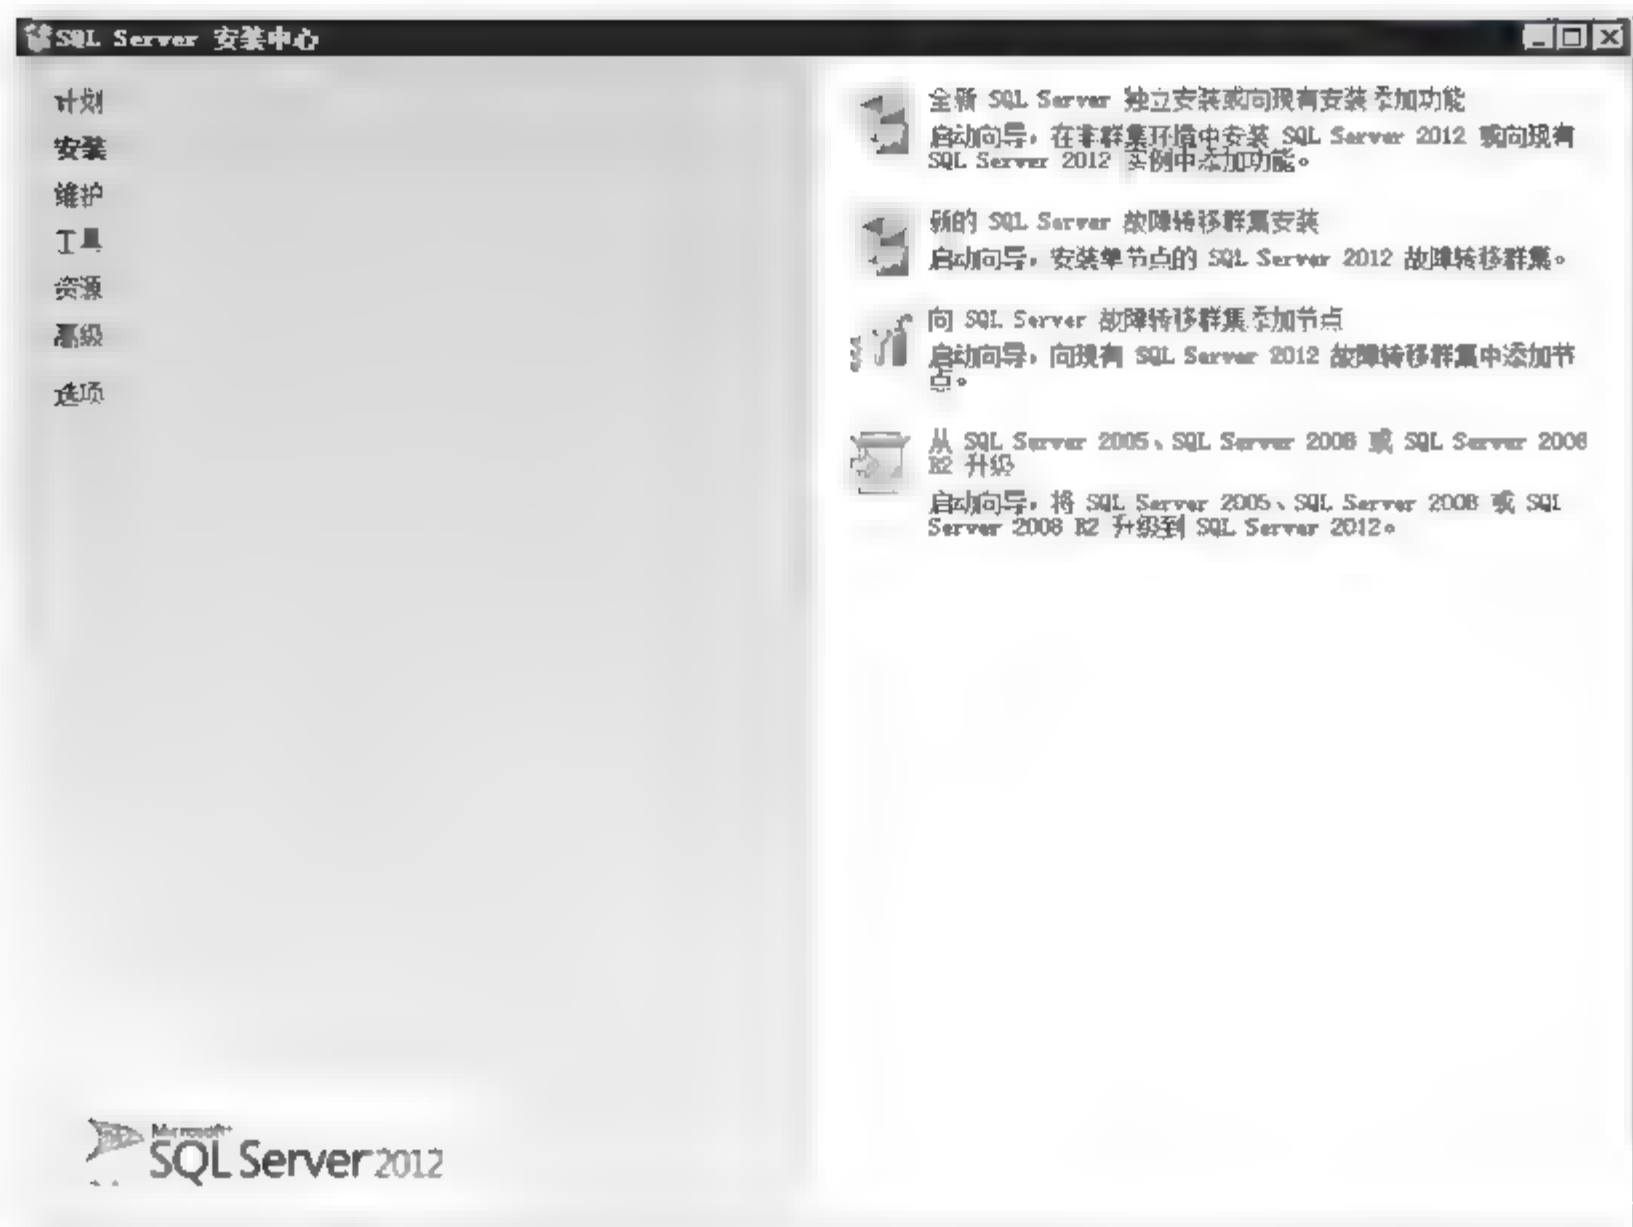 SQL Server 安装中心
计划
安装
维护
工具
资源
高级
选项
全新 SQL Server 独立安装或向现有安装添加功能
启动向导，在非群集环境中安装 SQL Server 2012 或向现有
SQL Server 2012 实例中添加功能。
新的 SQL Server 故障转移群集安装
启动向导，安装单节点的 SQL Server 2012 故障转移群集。
向 SQL Server 故障转移群集添加节点
启动向导，向现有 SQL Server 2012 故障转移群集中添加节
点。
从 SQL Server 2005、SQL Server 2008 或 SQL Server 2008
R2 升级
启动向导，将 SQL Server 2005、SQL Server 2008 或 SQL
Server 2008 R2 升级到 SQL Server 2012。
Microsoft
SQL Server 2012